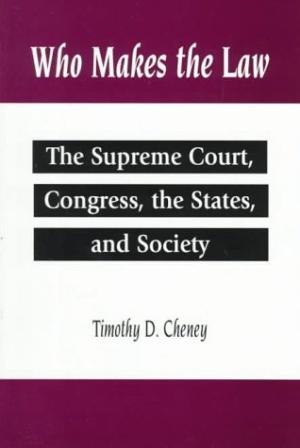 Who Makes the Law
The Supreme Court,
Congress, the States,
and Society
Timothy D. Cheney